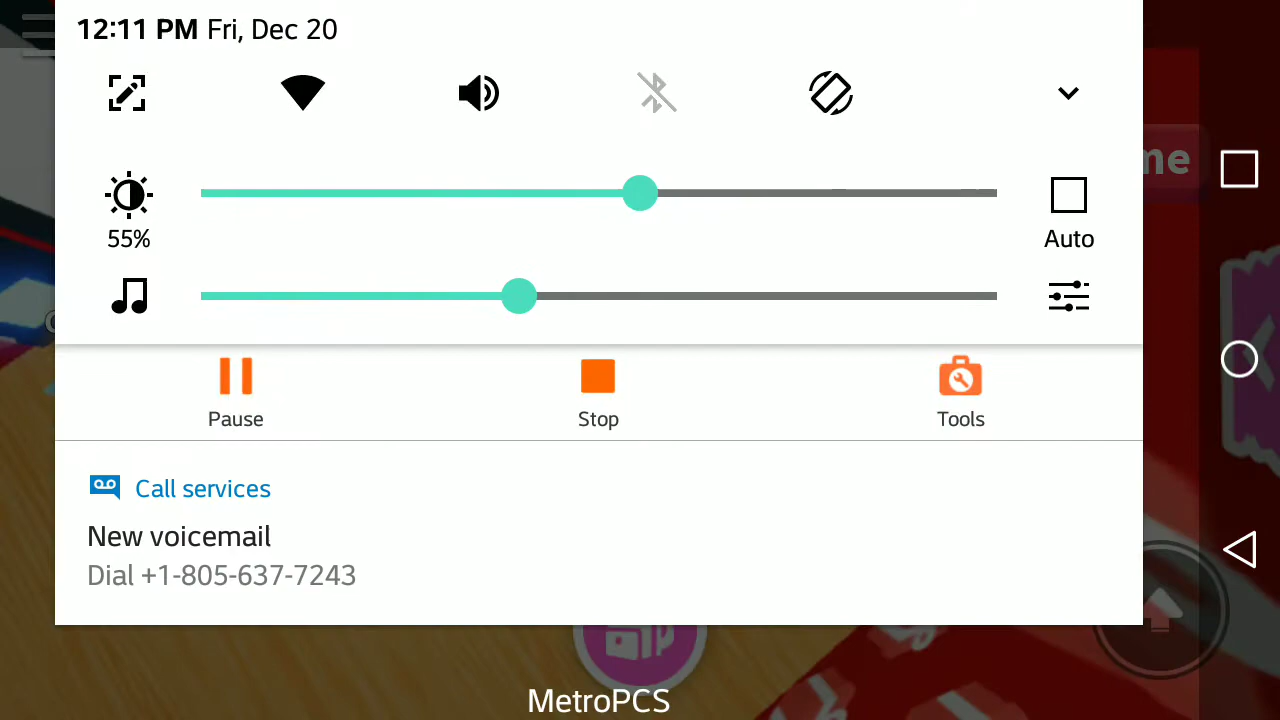 12:11 PM Fri, Dec 20
me
55%
Auto
Pause
Stop
Tools
Call services
New voicemail
Dial +1-805-637-7243
MetroPCS